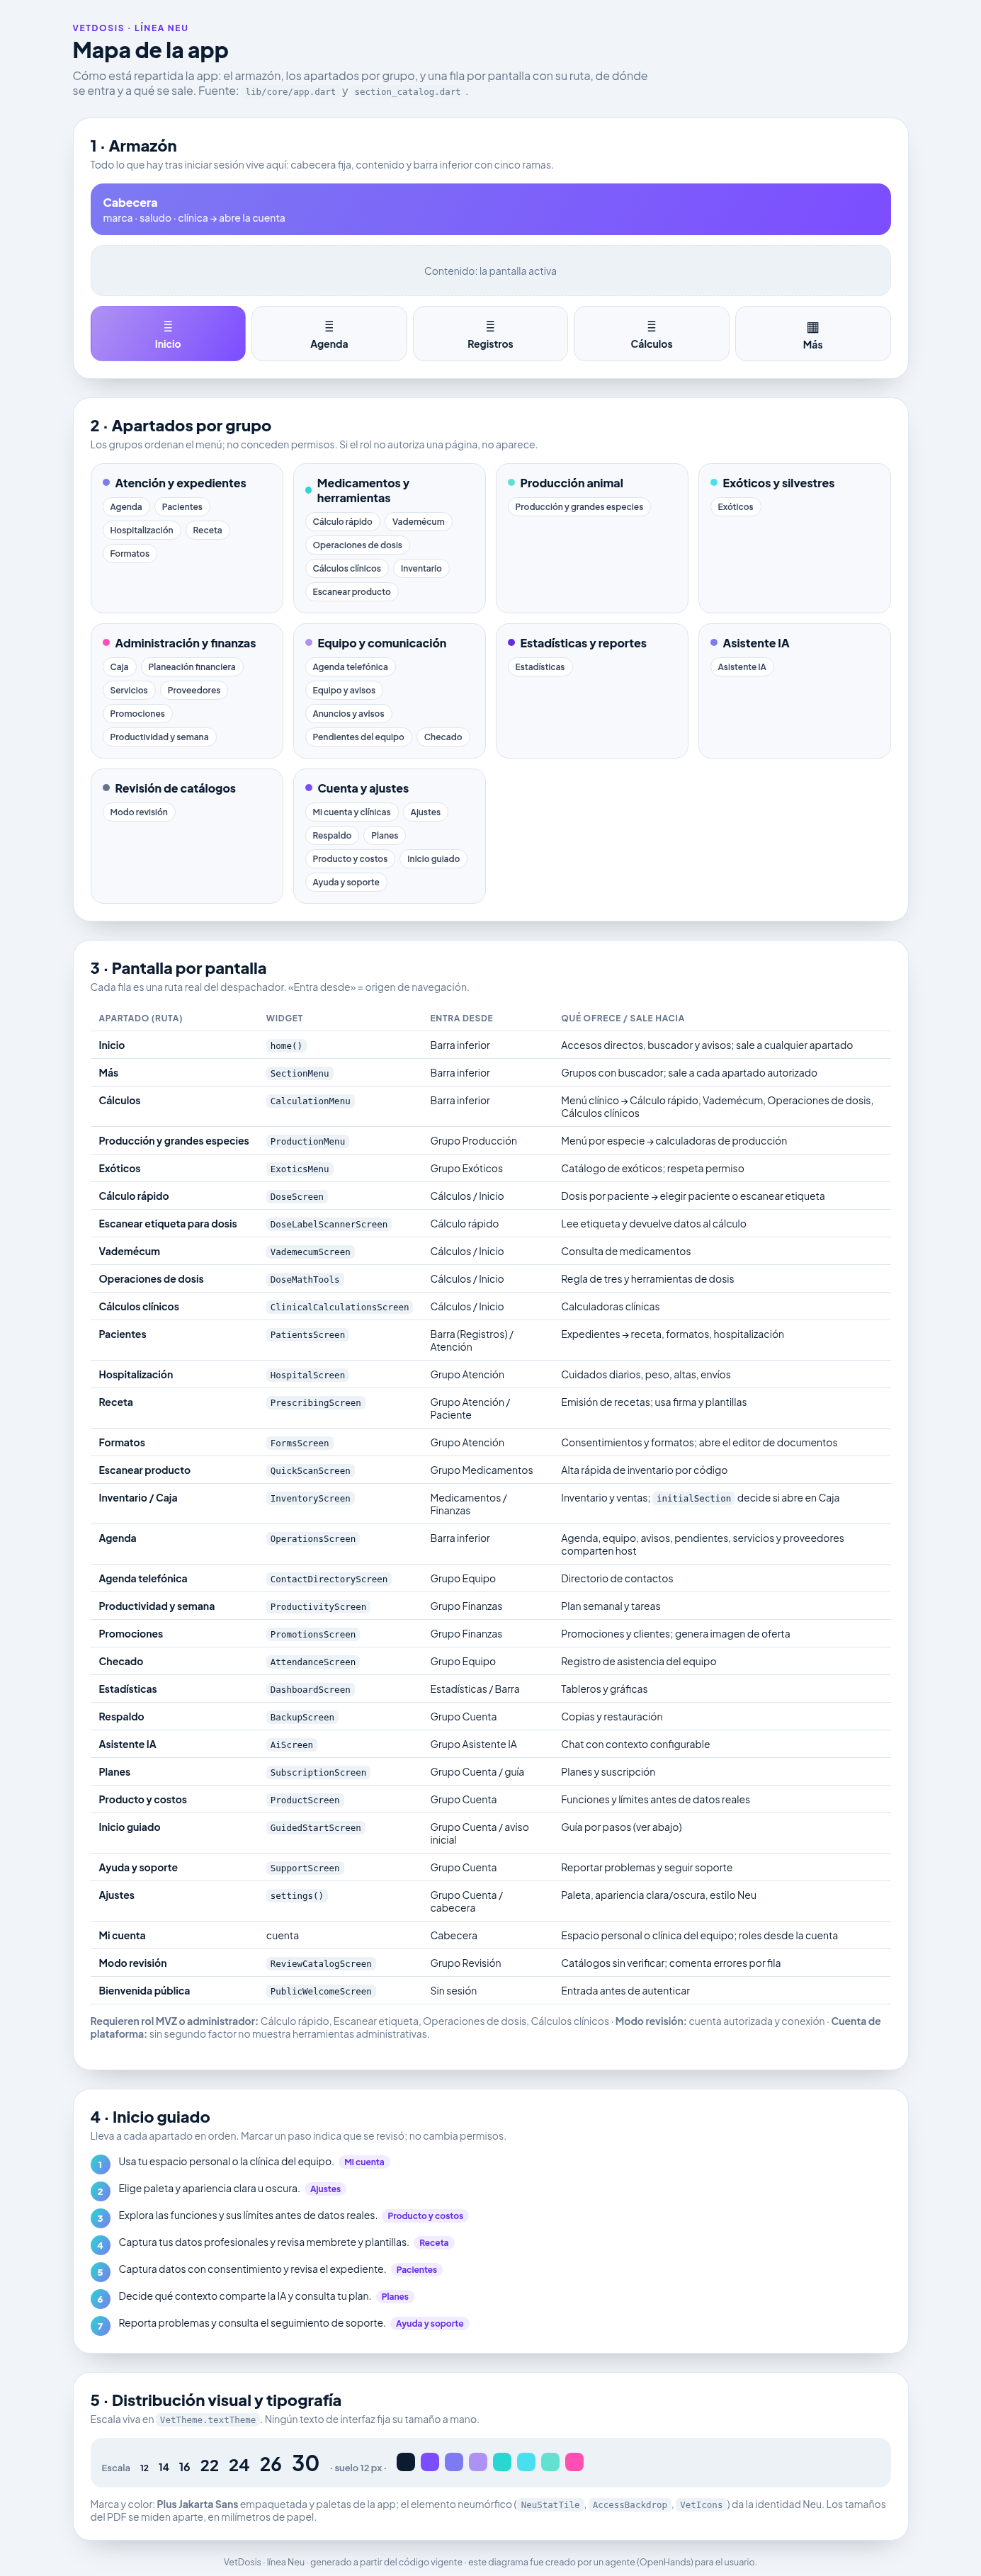 VETDOSIS · LÍNEA NEU
Mapa de la app
Cómo está repartida la app: el armazón, los apartados por grupo, y una fila por pantalla con su ruta, de dónde
se entra y a qué se sale. Fuente: lib/core/app.dart y section_catalog.dart .
1 · Armazón
Todo lo que hay tras iniciar sesión vive aquí: cabecera fija, contenido y barra inferior con cinco ramas.
Cabecera
marca · saludo · clínica → abre la cuenta
Contenido: la pantalla activa
Inicio
Agenda
Registros
Cálculos
Más
2 · Apartados por grupo
Los grupos ordenan el menú; no conceden permisos. Si el rol no autoriza una página, no aparece.
Atención y expedientes
Agenda Pacientes
Hospitalización Receta
Formatos
Medicamentos y
herramientas
Cálculo rápido Vademécum
Operaciones de dosis
Cálculos clínicos Inventario
Escanear producto
Producción animal
Producción y grandes especies
Exóticos y silvestres
Exóticos
Administración y finanzas
Caja Planeación financiera
Servicios Proveedores
Promociones
Productividad y semana
Equipo y comunicación
Agenda telefónica
Equipo y avisos
Anuncios y avisos
Pendientes del equipo Checado
Estadísticas y reportes
Estadísticas
Asistente IA
Asistente IA
Revisión de catálogos
Modo revisión
Cuenta y ajustes
Mi cuenta y clínicas Ajustes
Respaldo Planes
Producto y costos Inicio guiado
Ayuda y soporte
3 · Pantalla por pantalla
Cada fila es una ruta real del despachador. «Entra desde» = origen de navegación.
APARTADO (RUTA) WIDGET ENTRA DESDE QUÉ OFRECE / SALE HACIA
Inicio home() Barra inferior Accesos directos, buscador y avisos; sale a cualquier apartado
Más SectionMenu Barra inferior Grupos con buscador; sale a cada apartado autorizado
Cálculos CalculationMenu Barra inferior Menú clínico → Cálculo rápido, Vademécum, Operaciones de dosis,
Cálculos clínicos
Producción y grandes especies ProductionMenu Grupo Producción Menú por especie → calculadoras de producción
Exóticos ExoticsMenu Grupo Exóticos Catálogo de exóticos; respeta permiso
Cálculo rápido DoseScreen Cálculos / Inicio Dosis por paciente → elegir paciente o escanear etiqueta
Escanear etiqueta para dosis DoseLabelScannerScreen Cálculo rápido Lee etiqueta y devuelve datos al cálculo
Vademécum VademecumScreen Cálculos / Inicio Consulta de medicamentos
Operaciones de dosis DoseMathTools Cálculos / Inicio Regla de tres y herramientas de dosis
Cálculos clínicos ClinicalCalculationsScreen Cálculos / Inicio Calculadoras clínicas
Pacientes PatientsScreen Barra (Registros) / Expedientes → receta, formatos, hospitalización
Atención
Hospitalización HospitalScreen Grupo Atención Cuidados diarios, peso, altas, envíos
Receta PrescribingScreen Grupo Atención / Emisión de recetas; usa firma y plantillas
Paciente
Formatos FormsScreen Grupo Atención Consentimientos y formatos; abre el editor de documentos
Escanear producto QuickScanScreen Grupo Medicamentos Alta rápida de inventario por código
Inventario / Caja InventoryScreen Medicamentos / Inventario y ventas; initialSection decide si abre en Caja
Finanzas
Agenda OperationsScreen Barra inferior Agenda, equipo, avisos, pendientes, servicios y proveedores
comparten host
Agenda telefónica ContactDirectoryScreen Grupo Equipo Directorio de contactos
Productividad y semana ProductivityScreen Grupo Finanzas Plan semanal y tareas
Promociones PromotionsScreen Grupo Finanzas Promociones y clientes; genera imagen de oferta
Checado AttendanceScreen Grupo Equipo Registro de asistencia del equipo
Estadísticas DashboardScreen Estadísticas / Barra Tableros y gráficas
Respaldo BackupScreen Grupo Cuenta Copias y restauración
Asistente IA AiScreen Grupo Asistente IA Chat con contexto configurable
Planes SubscriptionScreen Grupo Cuenta / guía Planes y suscripción
Producto y costos ProductScreen Grupo Cuenta Funciones y límites antes de datos reales
Inicio guiado GuidedStartScreen Grupo Cuenta / aviso Guía por pasos (ver abajo)
inicial
Ayuda y soporte SupportScreen Grupo Cuenta Reportar problemas y seguir soporte
Ajustes settings() Grupo Cuenta / Paleta, apariencia clara/oscura, estilo Neu
cabecera
Mi cuenta cuenta Cabecera Espacio personal o clínica del equipo; roles desde la cuenta
Modo revisión ReviewCatalogScreen Grupo Revisión Catálogos sin verificar; comenta errores por fila
Bienvenida pública PublicWelcomeScreen Sin sesión Entrada antes de autenticar
Requieren rol MVZ o administrador: Cálculo rápido, Escanear etiqueta, Operaciones de dosis, Cálculos clínicos · Modo revisión: cuenta autorizada y conexión · Cuenta de
plataforma: sin segundo factor no muestra herramientas administrativas.
4 · Inicio guiado
Lleva a cada apartado en orden. Marcar un paso indica que se revisó; no cambia permisos.
1 Usa tu espacio personal o la clínica del equipo. Mi cuenta
2 Elige paleta y apariencia clara u oscura. Ajustes
3 Explora las funciones y sus límites antes de datos reales. Producto y costos
4 Captura tus datos profesionales y revisa membrete y plantillas. Receta
5 Captura datos con consentimiento y revisa el expediente. Pacientes
6 Decide qué contexto comparte la IA y consulta tu plan. Planes
7 Reporta problemas y consulta el seguimiento de soporte. Ayuda y soporte
5 · Distribución visual y tipografía
Escala viva en VetTheme.textTheme . Ningún texto de interfaz fija su tamaño a mano.
Escala 12 14 16 22 24 26 30 · suelo 12 px ·
Marca y color: Plus Jakarta Sans empaquetada y paletas de la app; el elemento neumórfico ( NeuStatTile , AccessBackdrop , VetIcons ) da la identidad Neu. Los tamaños
del PDF se miden aparte, en milímetros de papel.
VetDosis · línea Neu · generado a partir del código vigente · este diagrama fue creado por un agente (OpenHands) para el usuario.